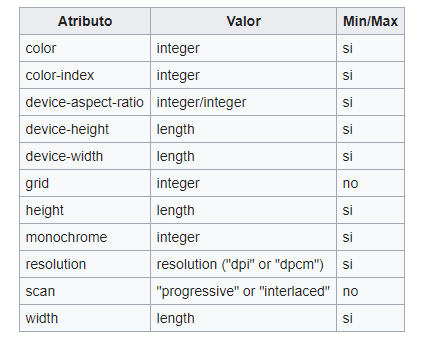 Atributo Valor Min/Max
color integer si
color-index integer si
device-aspect-ratio integer/integer si
device-height length si
device-width length si
grid integer no
height length si
monochrome integer si
resolution resolution ("dpi" or "dpcm") si
scan "progressive" or "interlaced" no
width length si